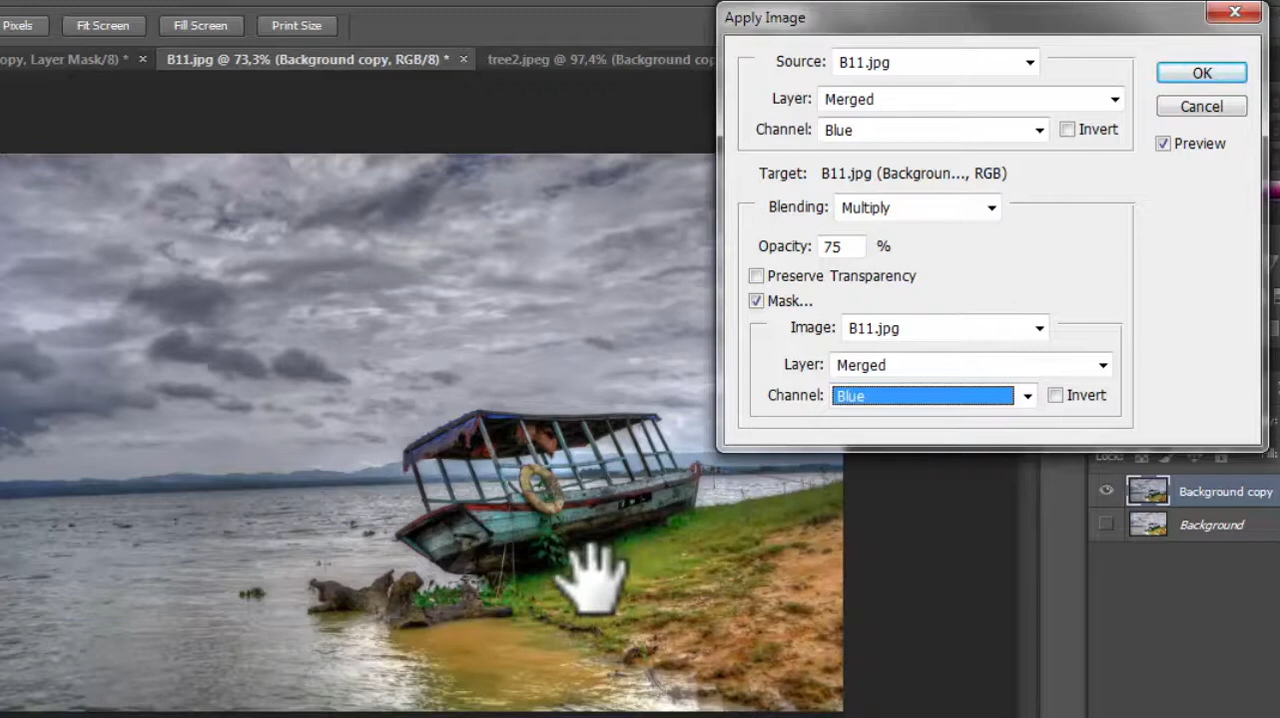 Pixels Fit Screen Fill Screen Print Size
opy, Layer Mask/8) * × B11.jpg @ 73,3% (Background copy, RGB/8) * × tree2.jpeg @ 97,4% (Background cop
Apply Image
Source: B11.jpg
OK
Layer: Merged
Cancel
Channel: Blue Invert
Preview
Target: B11.jpg (Backgroun..., RGB)
Blending: Multiply
Opacity: 75 %
Preserve Transparency
Mask...
Image: B11.jpg
Layer: Merged
Channel: Blue Invert
Background copy
Background